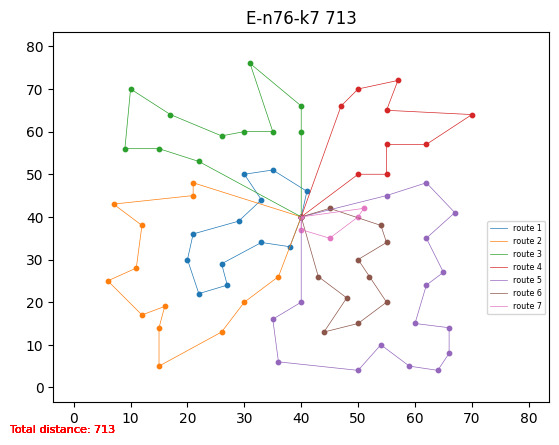 E-n76-k7 713
80
70
60
50
40
30
20
10
0
0 10 20 30 40 50 60 70 80
route 1
route 2
route 3
route 4
route 5
route 6
route 7
Total distance: 713